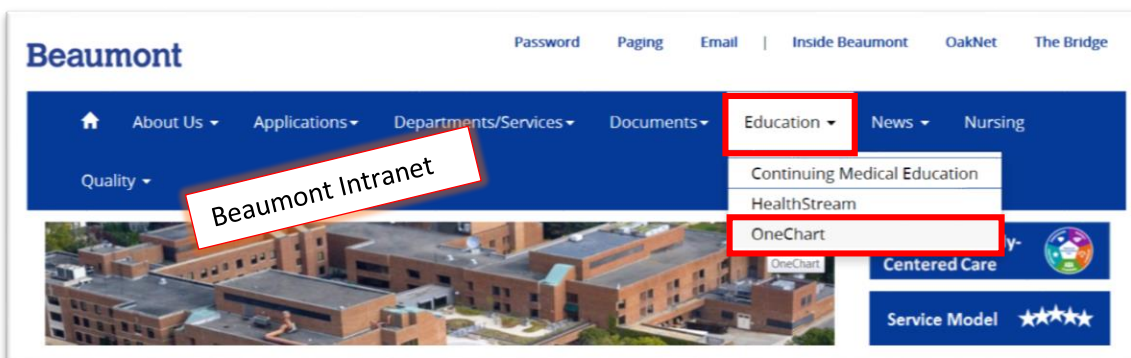 Beaumont
Password Paging Email | Inside Beaumont OakNet The Bridge
About Us Applications Departments/Services Documents Education News Nursing
Quality
Beaumont Intranet
Continuing Medical Education
HealthStream
OneChart
OneChart
y-
Centered Care
Service Model